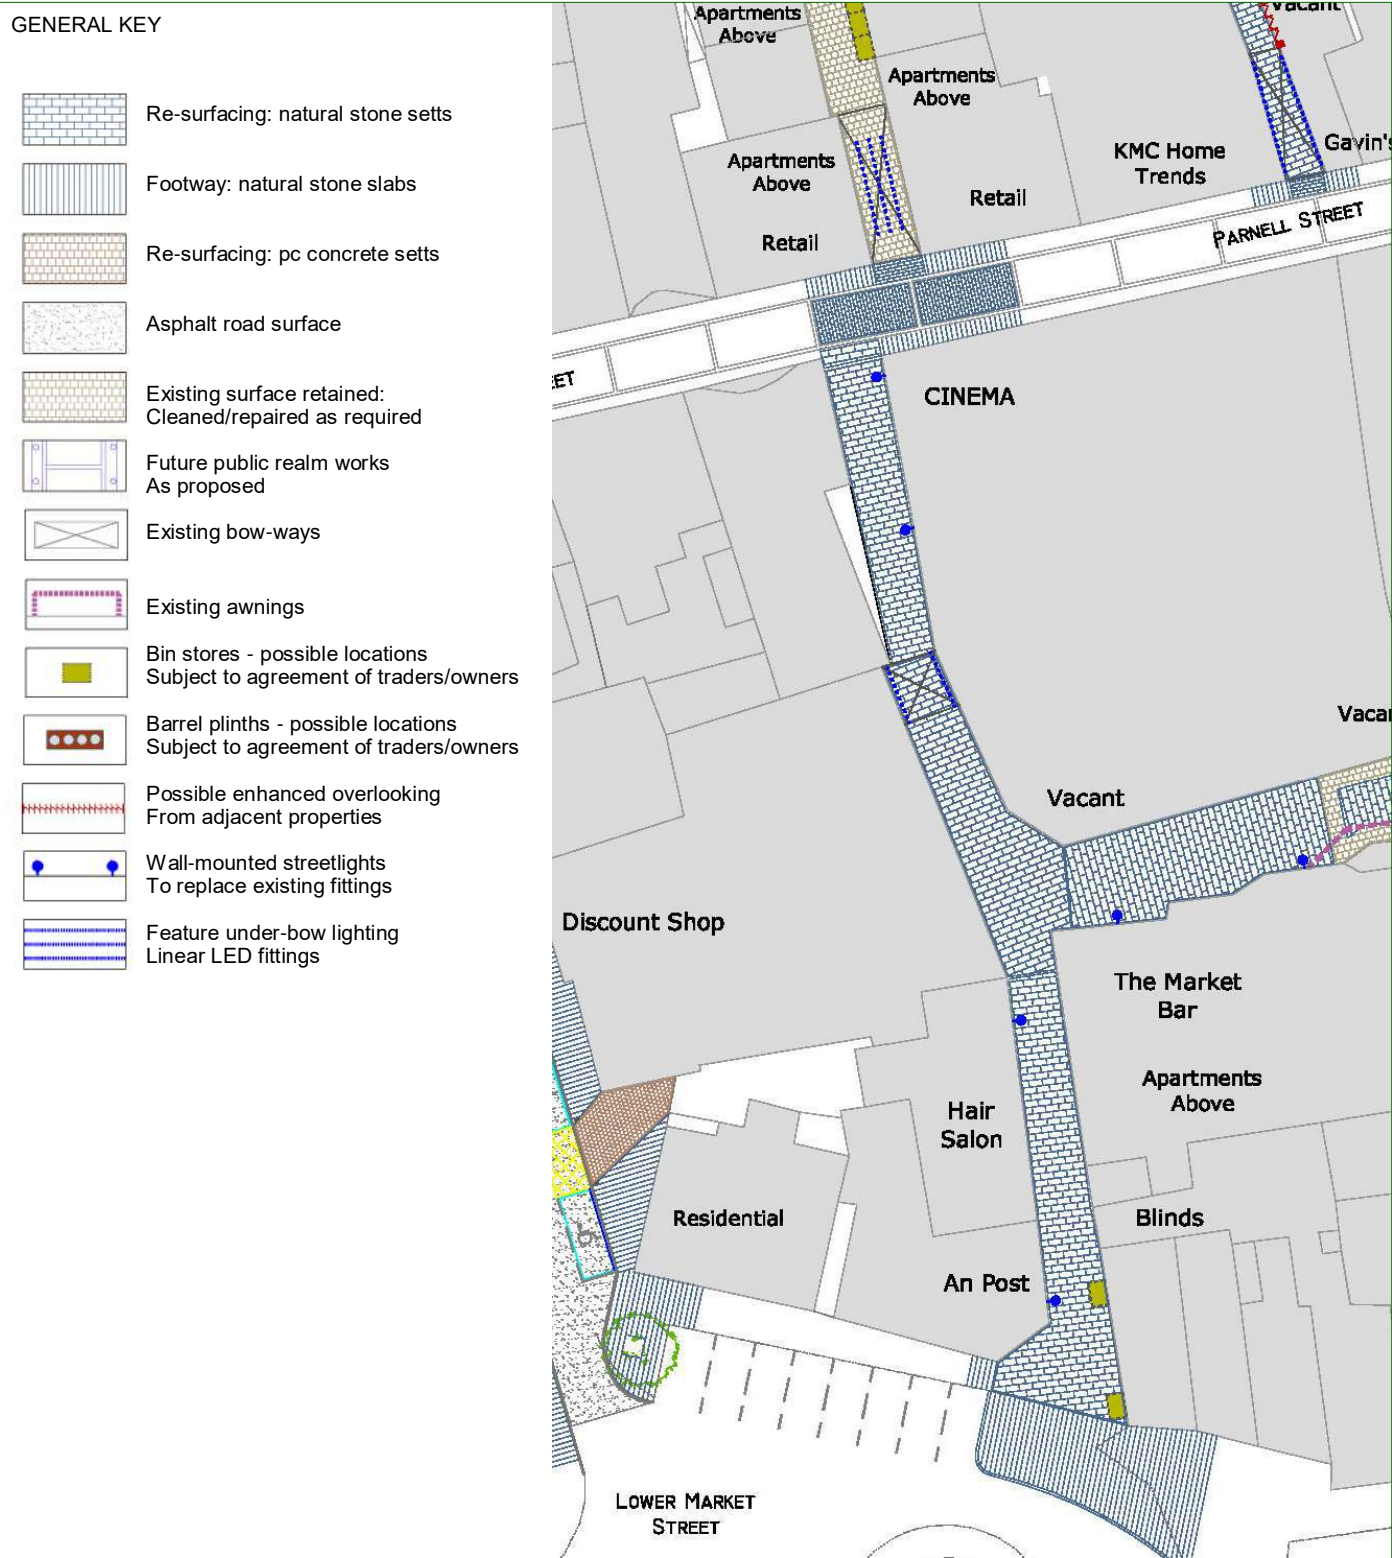 GENERAL KEY
Re-surfacing: natural stone setts
Footway: natural stone slabs
Re-surfacing: pc concrete setts
Asphalt road surface
Existing surface retained:
Cleaned/repaired as required
Future public realm works
As proposed
Existing bow-ways
Existing awnings
Bin stores - possible locations
Subject to agreement of traders/owners
Barrel plinths - possible locations
Subject to agreement of traders/owners
Possible enhanced overlooking
From adjacent properties
Wall-mounted streetlights
To replace existing fittings
Feature under-bow lighting
Linear LED fittings
Apartments
Above
Vacant
Apartments
Above
Apartments
Above
KMC Home
Trends
Gavin's
Retail
Retail
PARNELL STREET
EET
CINEMA
Vacan
Vacant
Discount Shop
The Market
Bar
Apartments
Above
Hair
Salon
Residential
Blinds
An Post
LOWER MARKET
STREET